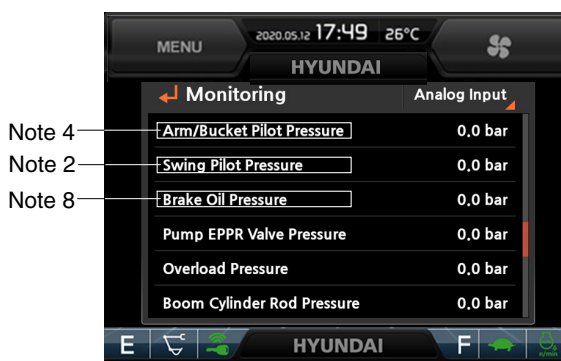 MENU 2020.05.12 17:49 26°C
HYUNDAI
Monitoring Analog Input
Note 4 Arm/Bucket Pilot Pressure 0.0 bar
Note 2 Swing Pilot Pressure 0.0 bar
Note 8 Brake Oil Pressure 0.0 bar
Pump EPPR Valve Pressure 0.0 bar
Overload Pressure 0.0 bar
Boom Cylinder Rod Pressure 0.0 bar
E HYUNDAI F n/min